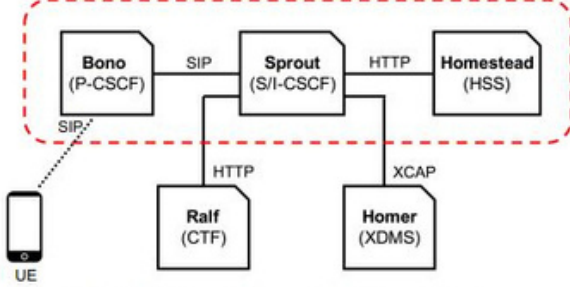 Bono
(P-CSCF)
SIP
Sprout
(S/I-CSCF)
HTTP
Homestead
(HSS)
SIP
HTTP
XCAP
Ralf
(CTF)
Homer
(XDMS)
UE